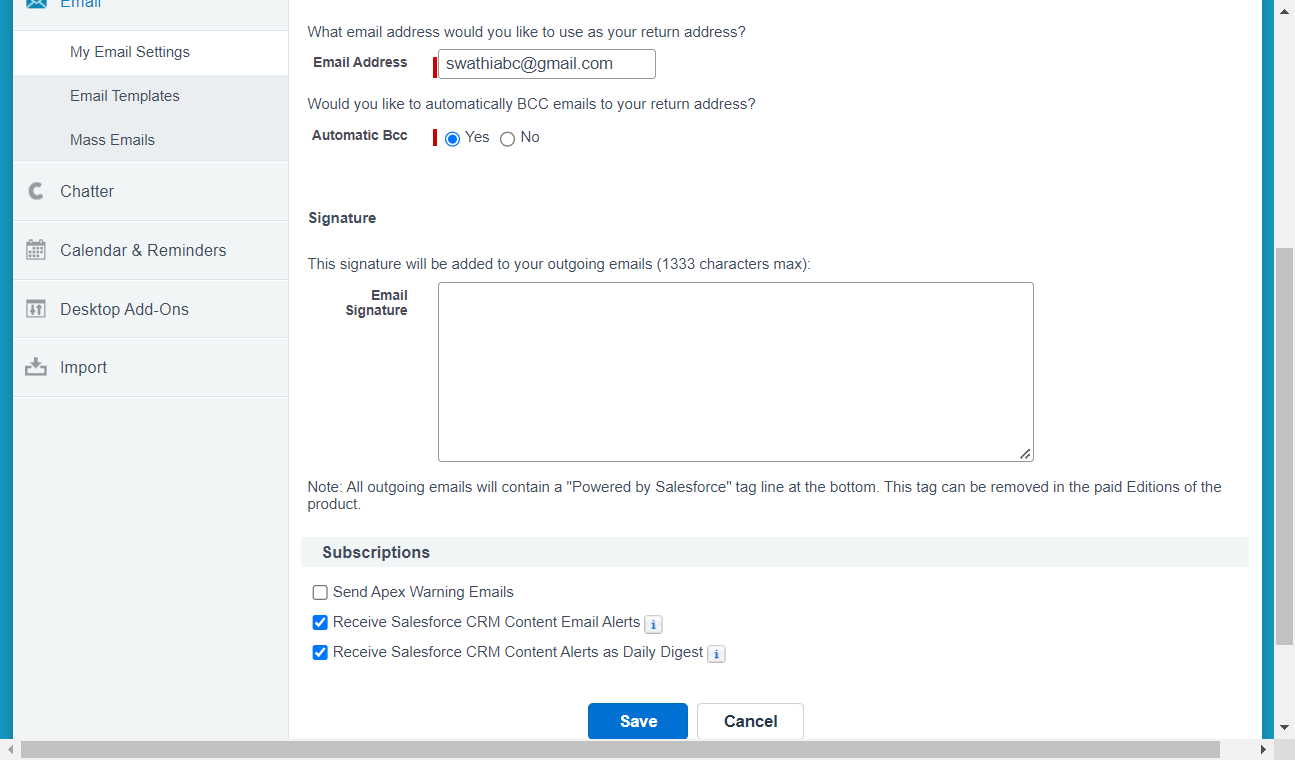 Email
My Email Settings
Email Templates
Mass Emails
Chatter
Calendar & Reminders
Desktop Add-Ons
Import
What email address would you like to use as your return address?
Email Address
swathiabc@gmail.com
Would you like to automatically BCC emails to your return address?
Automatic Bcc
Yes
No
Signature
This signature will be added to your outgoing emails (1333 characters max):
Email
Signature
Note: All outgoing emails will contain a "Powered by Salesforce" tag line at the bottom. This tag can be removed in the paid Editions of the
product.
Subscriptions
Send Apex Warning Emails
Receive Salesforce CRM Content Email Alerts
Receive Salesforce CRM Content Alerts as Daily Digest
Save
Cancel